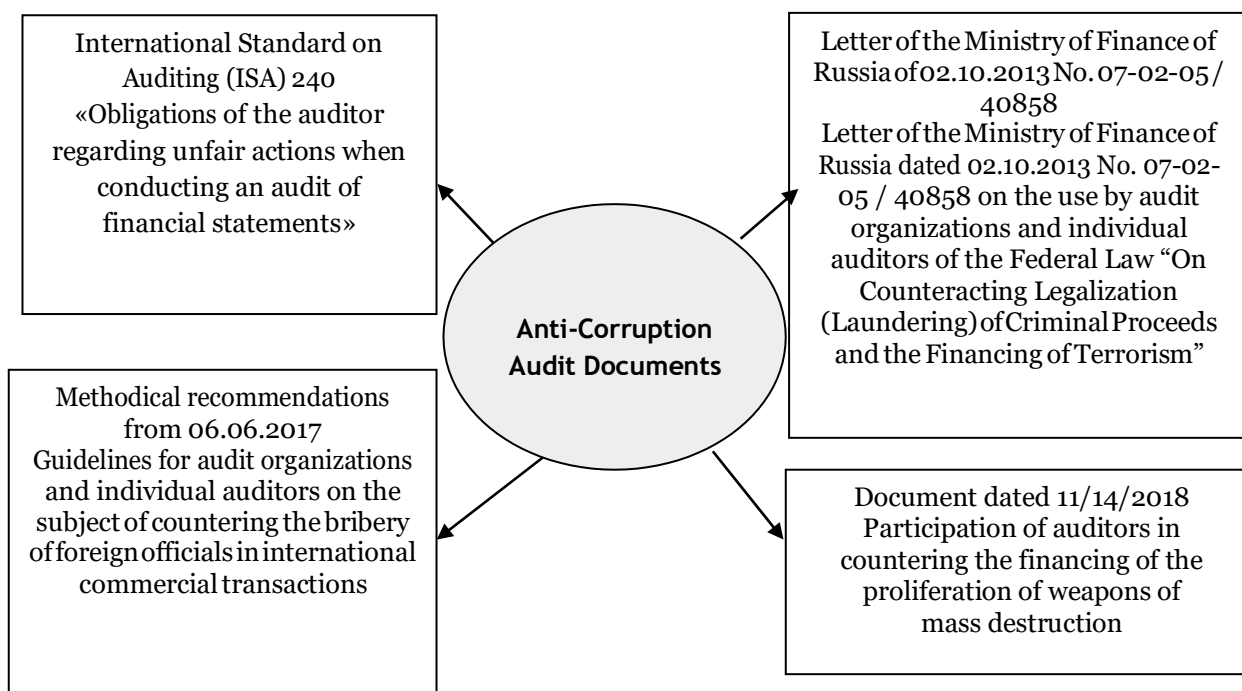 International Standard on
Auditing (ISA) 240
«Obligations of the auditor
regarding unfair actions when
conducting an audit of
financial statements»
Letter of the Ministry of Finance of
Russia of 02.10.2013 No. 07-02-05 /
40858
Letter of the Ministry of Finance of
Russia dated 02.10.2013 No. 07-02-
05 / 40858 on the use by audit
organizations and individual
auditors of the Federal Law “On
Counteracting Legalization
(Laundering) of Criminal Proceeds
and the Financing of Terrorism”
Anti-Corruption
Audit Documents
Methodical recommendations
from 06.06.2017
Guidelines for audit organizations
and individual auditors on the
subject of countering the bribery
of foreign officials in international
commercial transactions
Document dated 11/14/2018
Participation of auditors in
countering the financing of the
proliferation of weapons of
mass destruction